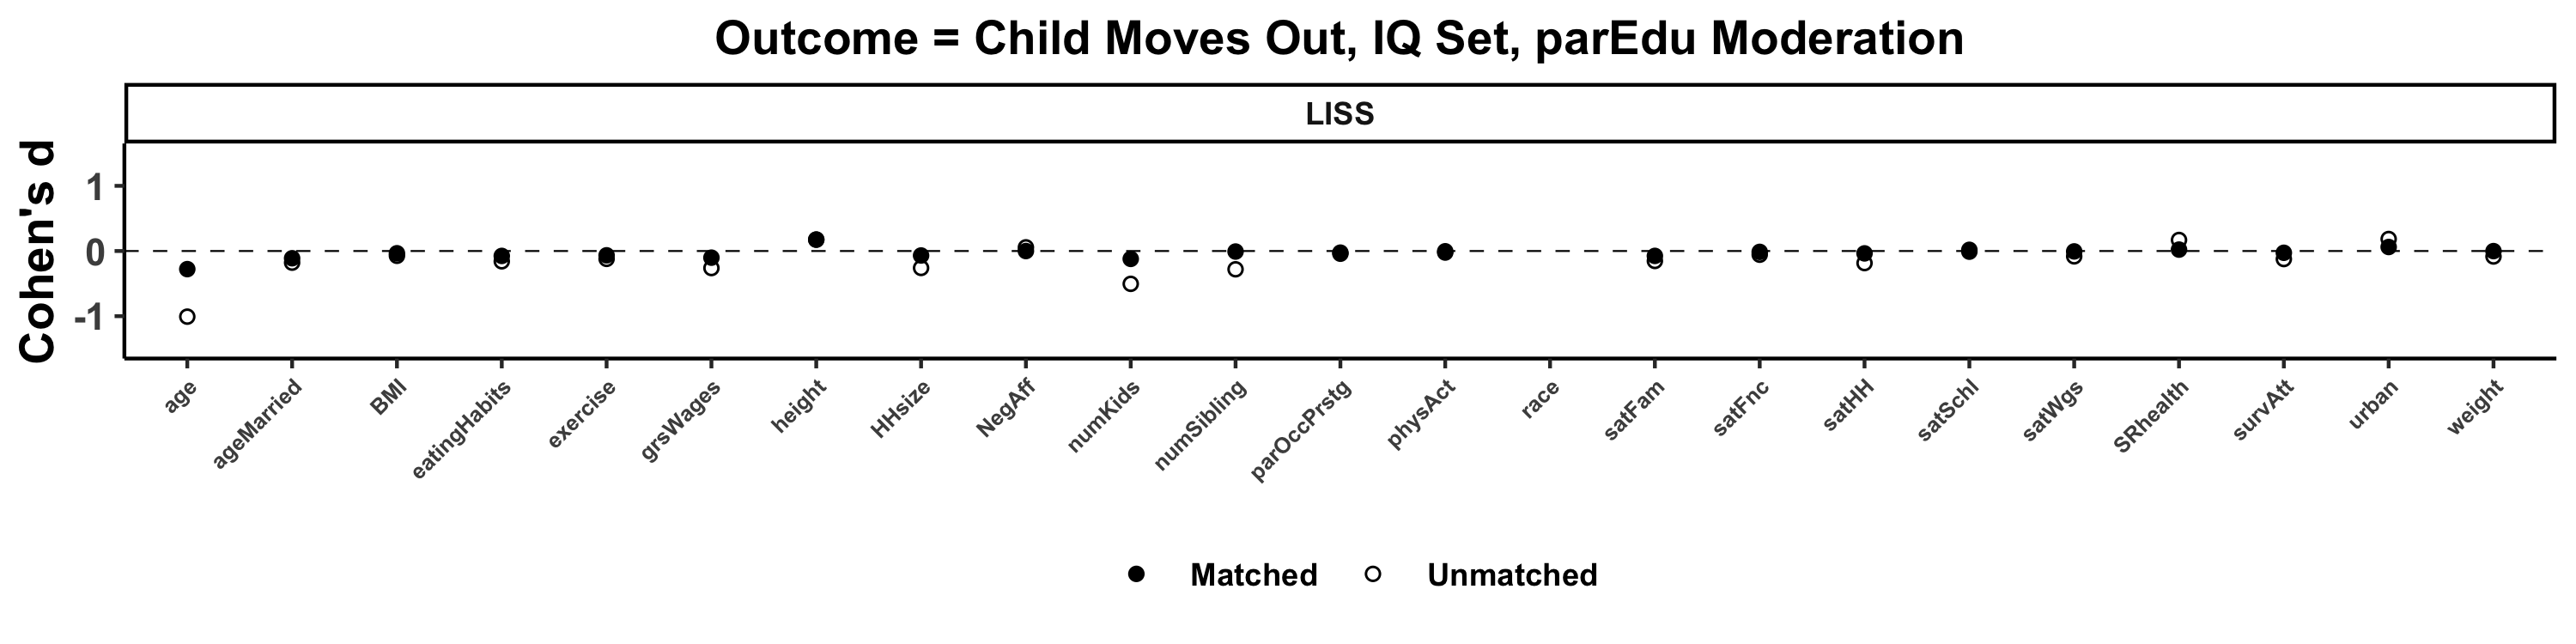 Outcome = Child Moves Out, IQ Set, parEdu Moderation
LISS
Cohen's d
1
0
-1
age
ageMarried
BMI
eatingHabits
exercise
grsWages
height
HHsize
NegAff
numKids
numSibling
parOccPrstg
physAct
race
satFam
satFnc
satHH
satSchl
satWgs
SRhealth
survAtt
urban
weight
Matched
Unmatched